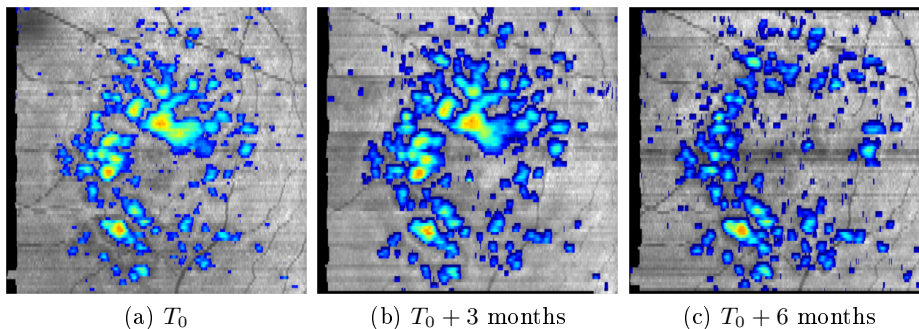 (a) T₀
(b) T₀ + 3 months
(c) T₀ + 6 months